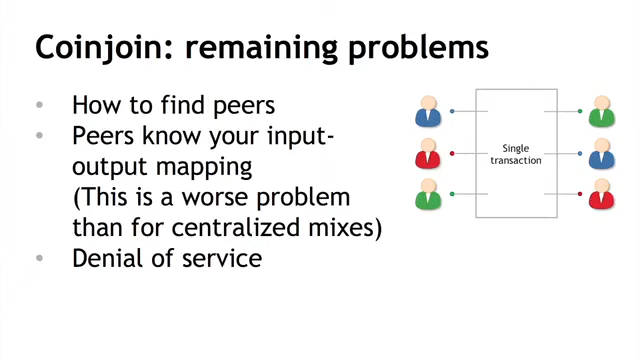 Coinjoin: remaining problems
• How to find peers
• Peers know your input-
output mapping
(This is a worse problem
than for centralized mixes)
• Denial of service
Single
transaction